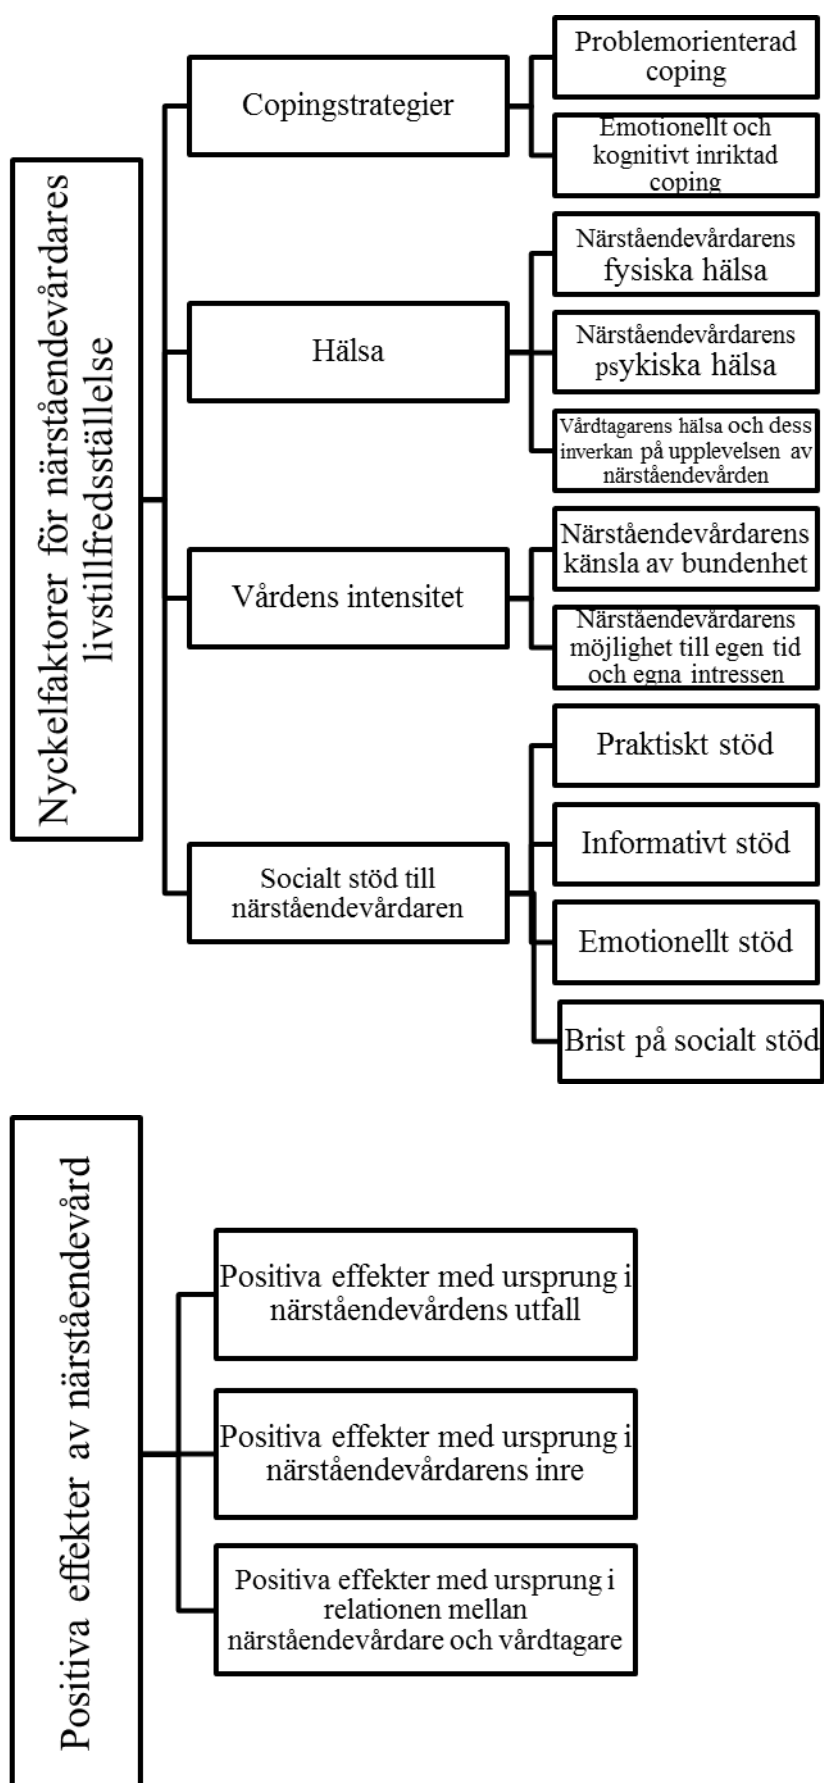 Nyckelfaktorer för närståendevårdares
livstillfredsställelse
Copingstrategier
Problemorienterad
coping
Emotionellt och
kognitivt inriktad
coping
Hälsa
Närståendevårdarens
fysiska hälsa
Närståendevårdarens
psykiska hälsa
Vårdtagarens hälsa och dess
inverkan på upplevelsen av
närståendevården
Vårdens intensitet
Närståendevårdarens
känsla av bundenhet
Närståendevårdarens
möjlighet till egen tid
och egna intressen
Socialt stöd till
närståendevårdaren
Praktiskt stöd
Informativt stöd
Emotionellt stöd
Brist på socialt stöd
Positiva effekter av närståendevård
Positiva effekter med ursprung i
närståendevårdens utfall
Positiva effekter med ursprung i
närståendevårdarens inre
Positiva effekter med ursprung i
relationen mellan
närståendevårdare och vårdtagare